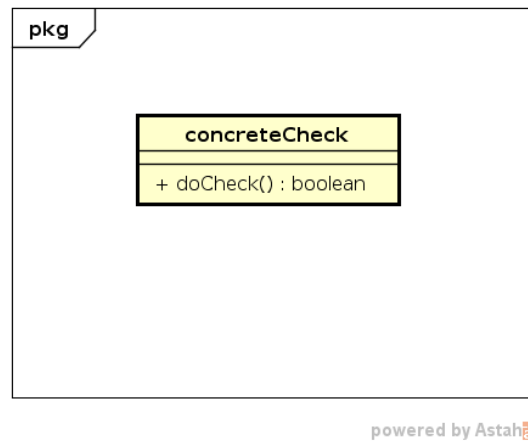 pkg
concreteCheck
+ doCheck() : boolean
powered by Astah